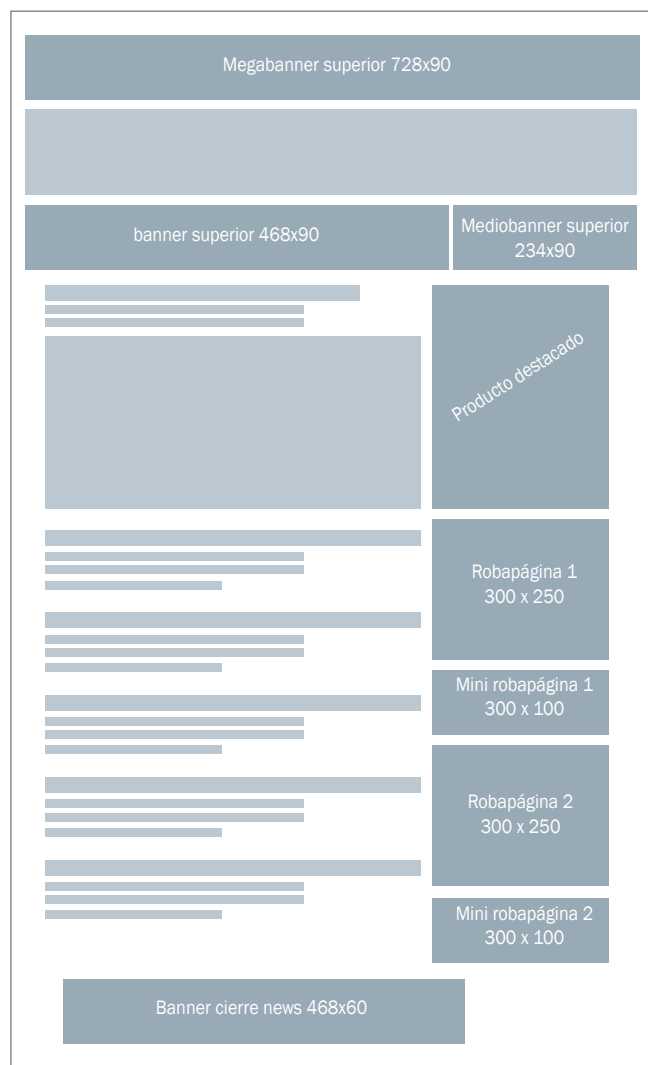 Megabanner superior 728x90
banner superior 468x90
Mediobanner superior
234x90
Producto destacado
Robapágina 1
300 x 250
Mini robapágina 1
300 x 100
Robapágina 2
300 x 250
Mini robapágina 2
300 x 100
Banner cierre news 468x60